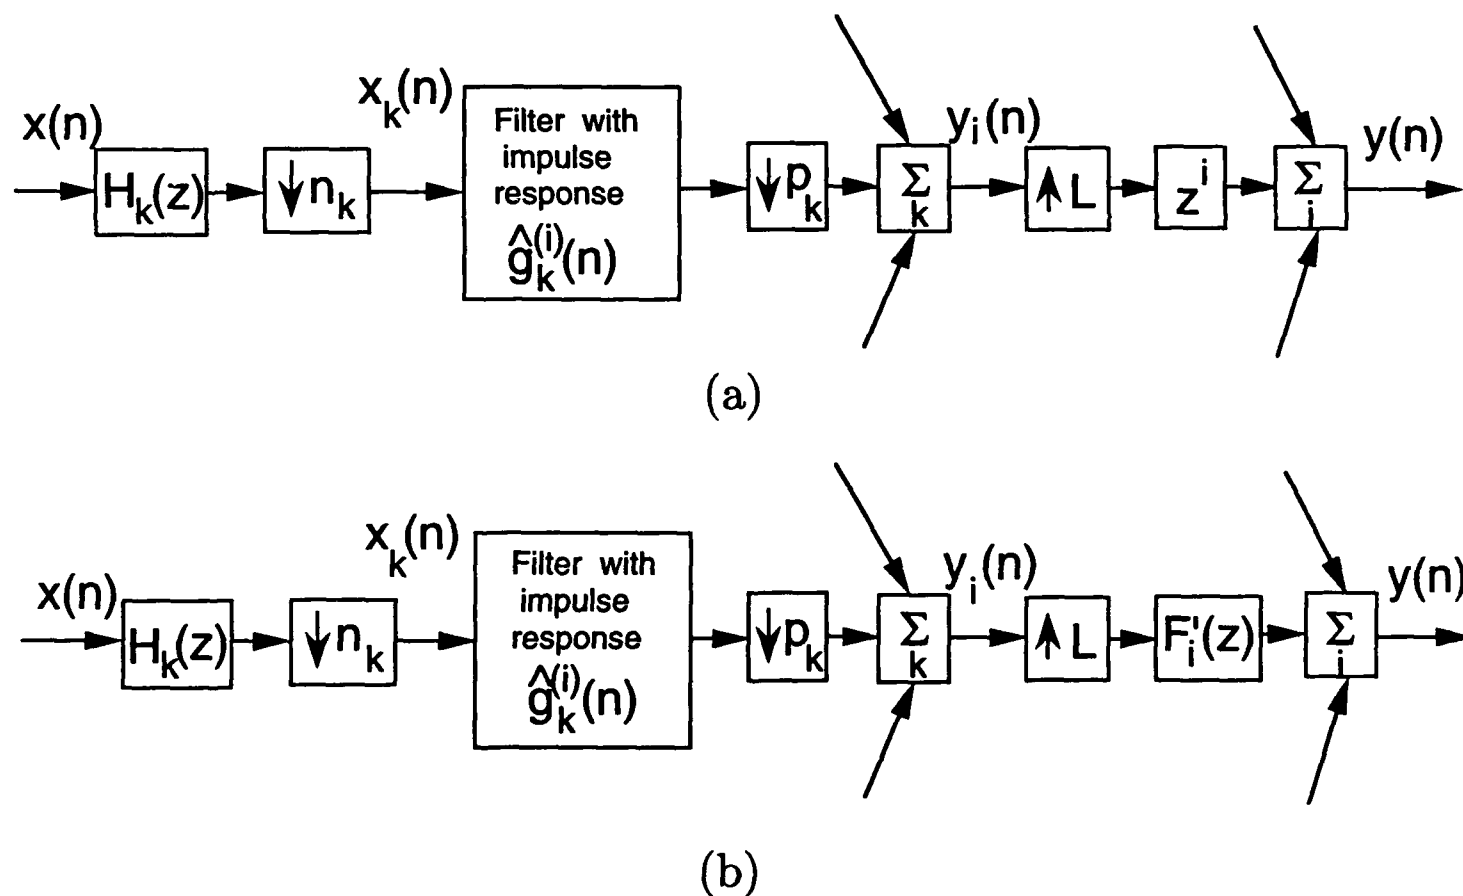 x(n)
H_k(z)
↓ n_k
x_k(n)
Filter with
impulse
response
ĝ_k^(i)(n)
↓ p_k
Σ
k
y_i(n)
↑ L
z^i
Σ
i
y(n)
(a)
x(n)
H_k(z)
↓ n_k
x_k(n)
Filter with
impulse
response
ĝ_k^(i)(n)
↓ p_k
Σ
k
y_i(n)
↑ L
F_i'(z)
Σ
i
y(n)
(b)